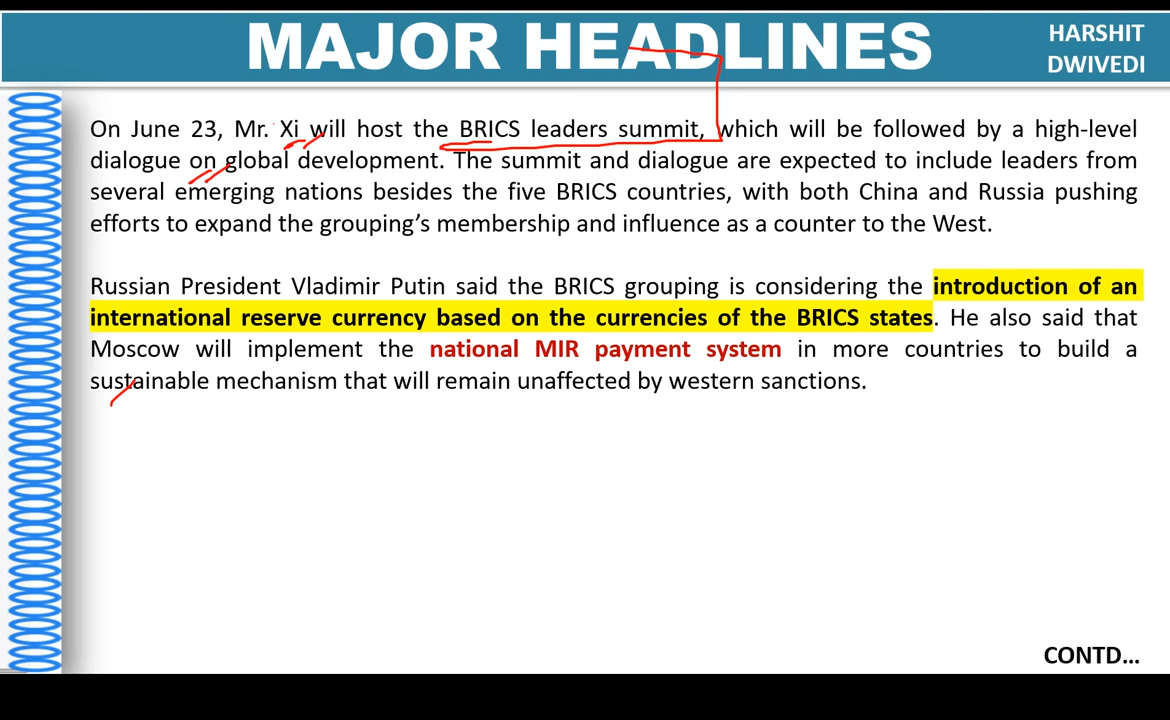 MAJOR HEADLINES
HARSHIT
DWIVEDI
On June 23, Mr. Xi will host the BRICS leaders summit, which will be followed by a high-level
dialogue on global development. The summit and dialogue are expected to include leaders from
several emerging nations besides the five BRICS countries, with both China and Russia pushing
efforts to expand the grouping’s membership and influence as a counter to the West.
Russian President Vladimir Putin said the BRICS grouping is considering the introduction of an
international reserve currency based on the currencies of the BRICS states. He also said that
Moscow will implement the national MIR payment system in more countries to build a
sustainable mechanism that will remain unaffected by western sanctions.
CONTD...